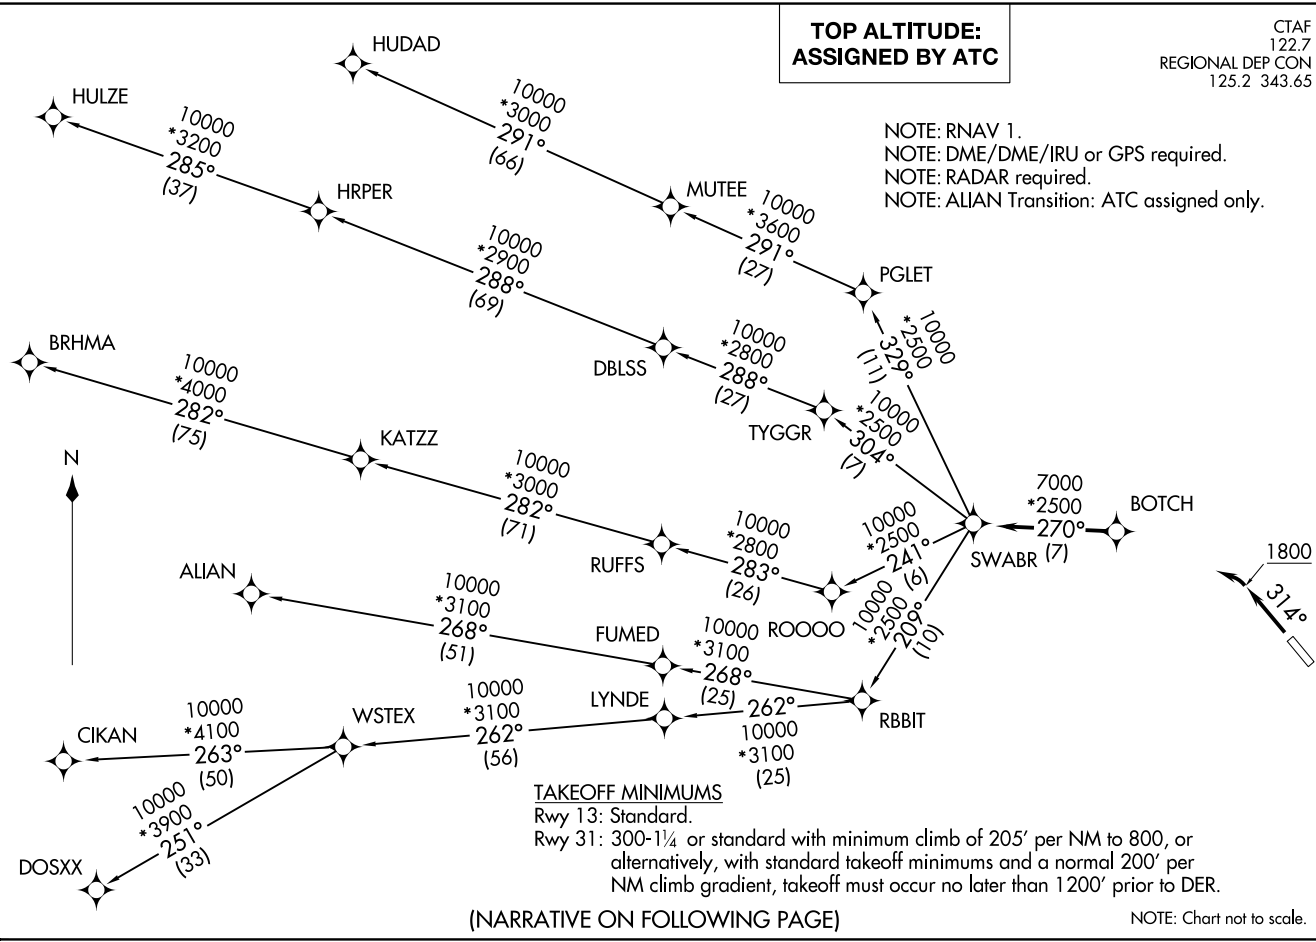 TOP ALTITUDE:
ASSIGNED BY ATC
CTAF
122.7
REGIONAL DEP CON
125.2 343.65
NOTE: RNAV 1.
NOTE: DME/DME/IRU or GPS required.
NOTE: RADAR required.
NOTE: ALIAN Transition: ATC assigned only.
HUDAD
10000
*3000
291°
(66)
MUTEE
10000
*3600
291°
(27)
PGLET
10000
*2500
329°
(11)
HULZE
10000
*3200
285°
(37)
HRPER
10000
*2900
288°
(69)
DBLSS
10000
*2800
288°
(27)
TYGGR
10000
*2500
304°
(7)
BRHMA
10000
*4000
282°
(75)
KATZZ
10000
*3000
282°
(71)
RUFFS
10000
*2800
283°
(26)
ROOOO
10000
*2500
241°
(6)
SWABR
7000
*2500
270°
(7)
BOTCH
1800
314°
N
10000
*2500
209°
(10)
RBBIT
ALIAN
10000
*3100
268°
(51)
FUMED
10000
*3100
268°
(25)
LYNDE
262°
10000
*3100
(25)
WSTEX
10000
*3100
262°
(56)
CIKAN
10000
*4100
263°
(50)
DOSXX
10000
*3900
251°
(33)
TAKEOFF MINIMUMS
Rwy 13: Standard.
Rwy 31: 300-1¼ or standard with minimum climb of 205' per NM to 800, or
alternatively, with standard takeoff minimums and a normal 200' per
NM climb gradient, takeoff must occur no later than 1200' prior to DER.
(NARRATIVE ON FOLLOWING PAGE)
NOTE: Chart not to scale.